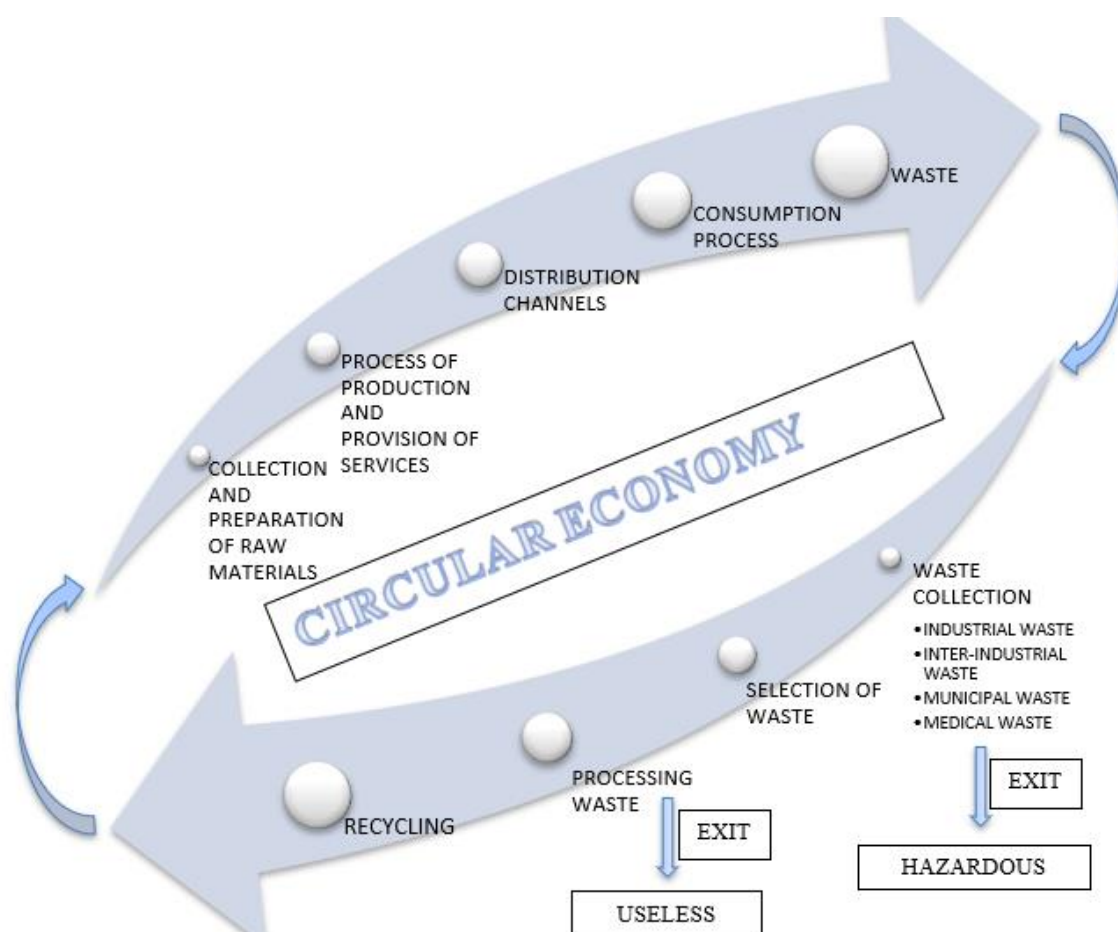 WASTE
CONSUMPTION
PROCESS
DISTRIBUTION
CHANNELS
PROCESS OF
PRODUCTION
AND
PROVISION OF
SERVICES
COLLECTION
AND
PREPARATION
OF RAW
MATERIALS
CIRCULAR ECONOMY
WASTE
COLLECTION
•INDUSTRIAL WASTE
•INTER-INDUSTRIAL
WASTE
•MUNICIPAL WASTE
•MEDICAL WASTE
EXIT
HAZARDOUS
SELECTION OF
WASTE
PROCESSING
WASTE
EXIT
USELESS
RECYCLING